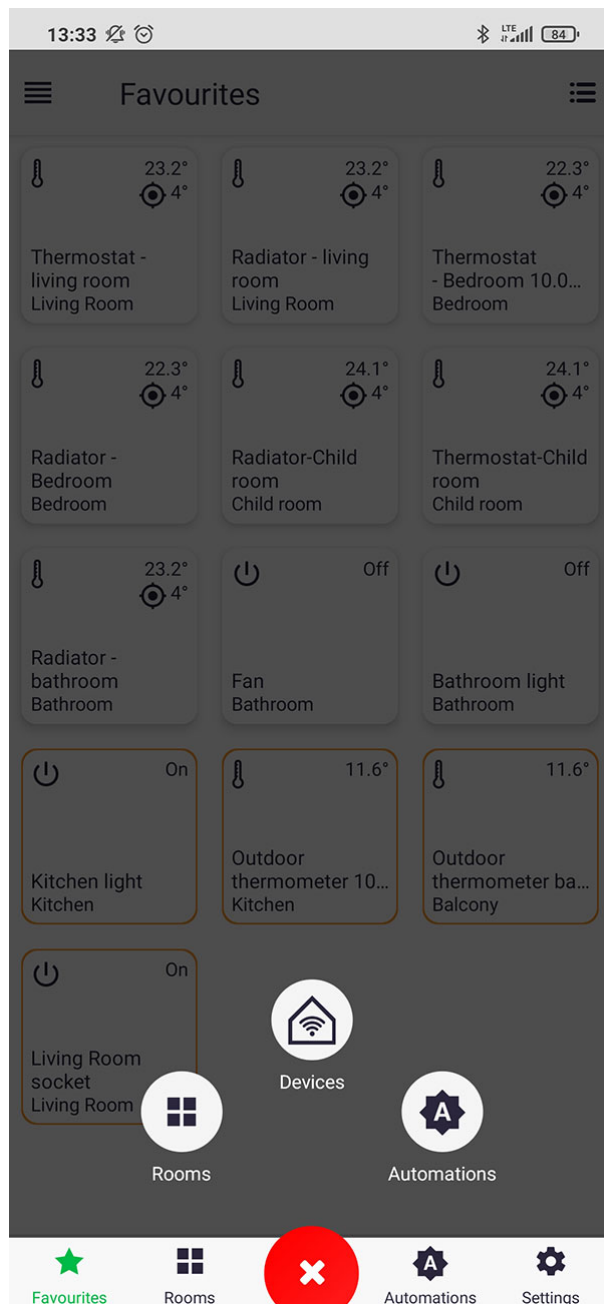 13:33
LTE
84
Favourites
23.2°
4°
Thermostat -
living room
Living Room
23.2°
4°
Radiator - living
room
Living Room
22.3°
4°
Thermostat
- Bedroom 10.0...
Bedroom
22.3°
4°
Radiator -
Bedroom
Bedroom
24.1°
4°
Radiator-Child
room
Child room
24.1°
4°
Thermostat-Child
room
Child room
23.2°
4°
Radiator -
bathroom
Bathroom
Off
Fan
Bathroom
Off
Bathroom light
Bathroom
On
Kitchen light
Kitchen
11.6°
Outdoor
thermometer 10...
Kitchen
11.6°
Outdoor
thermometer ba...
Balcony
On
Living Room
socket
Living Room
Devices
Rooms
A
Automations
Favourites
Rooms
A
Automations
Settings